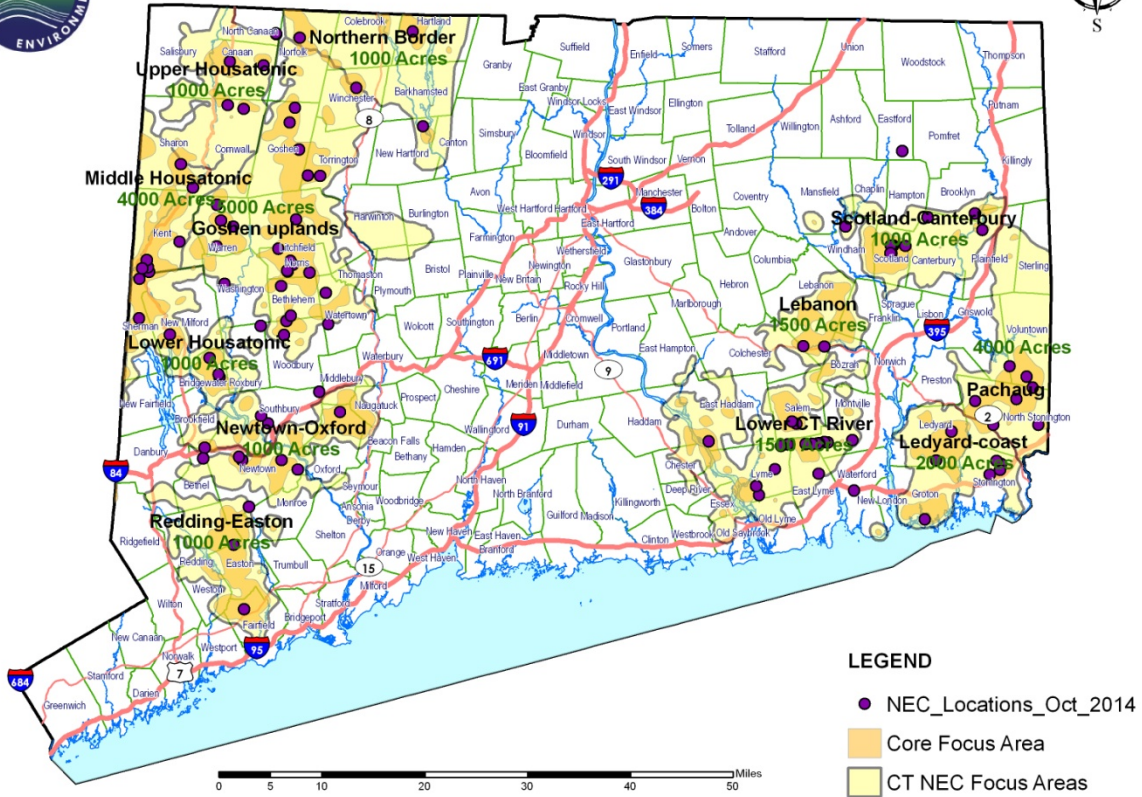 ENVIRONM
S
Colebrook
Hartland
North Canaan
Norfolk
Northern Border
1000 Acres
Salisbury
Canaan
Upper Housatonic
1000 Acres
Winchester
Barkhamsted
8
Suffield
Enfield
Somers
Stafford
Union
Woodstock
Thompson
Granby
East Granby
Windsor Locks
East Windsor
Ellington
Putnam
Canton
Simsbury
Windsor
Tolland
Willington
Ashford
Eastford
Pomfret
Sharon
Cornwall
Goshen
Torrington
New Hartford
Bloomfield
South Windsor
Vernon
Killingly
Middle Housatonic
4000 Acres
5000 Acres
Goshen uplands
Avon
291
Manchester
384
Bolton
Coventry
Mansfield
Chaplin
Hampton
Brooklyn
Harwinton
Burlington
West Hartford
Hartford
East Hartford
Scotland-Canterbury
1000 Acres
Kent
Warren
Litchfield
Morris
Farmington
Wethersfield
Glastonbury
Andover
Columbia
Windham
Scotland
Canterbury
Plainfield
Sterling
Washington
Bethlehem
Thomaston
Plymouth
Bristol
Plainville
New Britain
Newington
Rocky Hill
Hebron
Marlborough
Lebanon
Lebanon
1500 Acres
Sprague
Franklin
Lisbon
Griswold
Voluntown
Sherman
New Milford
Watertown
Wolcott
Southington
Berlin
Cromwell
Portland
East Hampton
Colchester
395
4000 Acres
Lower Housatonic
1000 Acres
Woodbury
Waterbury
691
Middletown
Bozrah
Norwich
Bridgewater
Roxbury
Middlebury
Meriden
Middlefield
9
Preston
Pachaug
New Fairfield
Brookfield
Southbury
Naugatuck
Prospect
Cheshire
East Haddam
Salem
Montville
2
North Stonington
Newtown-Oxford
1000 Acres
Beacon Falls
Bethany
Hamden
Wallingford
91
Durham
Haddam
Lower CT River
1500 Acres
Ledyard
Ledyard-coast
2000 Acres
Danbury
84
Newtown
Oxford
Seymour
Woodbridge
North Haven
North Branford
Chester
Deep River
Lyme
Waterford
Stonington
Bethel
Monroe
Ansonia
Derby
Killingworth
Essex
East Lyme
New London
Groton
Redding-Easton
1000 Acres
Ridgefield
Shelton
New Haven
East Haven
Guilford
Madison
Old Lyme
Redding
Easton
Trumbull
Orange
West Haven
Branford
Clinton
Westbrook
Old Saybrook
15
Milford
Weston
Wilton
Stratford
Fairfield
Bridgeport
New Canaan
Westport
95
Norwalk
7
684
Stamford
Darien
Greenwich
LEGEND
NEC_Locations_Oct_2014
Core Focus Area
CT NEC Focus Areas
Miles
0 5 10 20 30 40 50